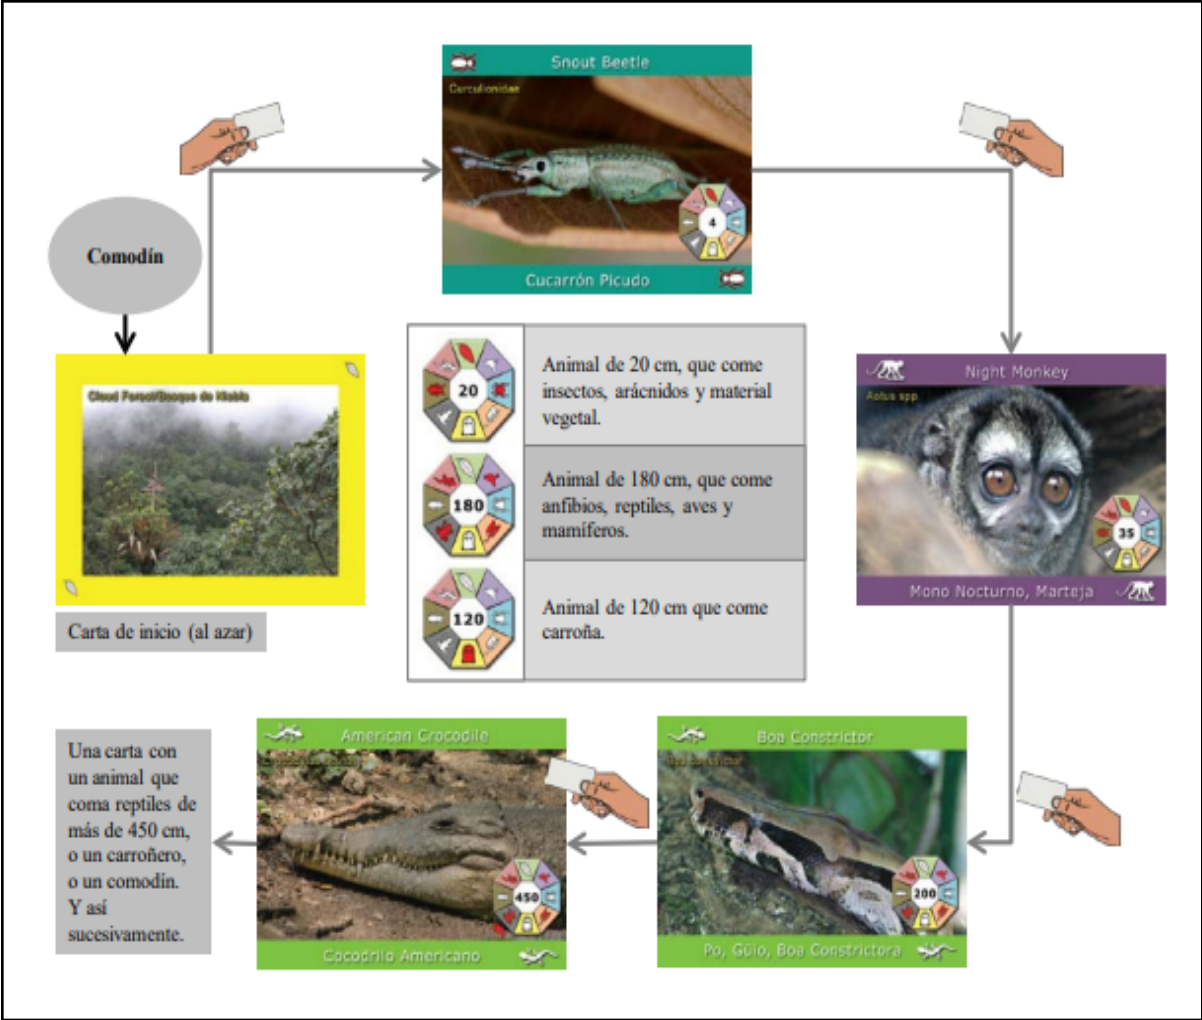 Snout Beetle
Curculionidae
4
Cucarrón Picudo
Comodín
Cloud Forest/Bosque de Niebla
Carta de inicio (al azar)
20
Animal de 20 cm, que come
insectos, arácnidos y material
vegetal.
180
Animal de 180 cm, que come
anfibios, reptiles, aves y
mamíferos.
120
Animal de 120 cm que come
carroña.
Night Monkey
Aotus spp.
35
Mono Nocturno, Marteja
Boa Constrictor
200
Po, Güio, Boa Constrictora
American Crocodile
450
Cocodrilo Americano
Una carta con
un animal que
coma reptiles de
más de 450 cm,
o un carroñero,
o un comodín.
Y así
sucesivamente.